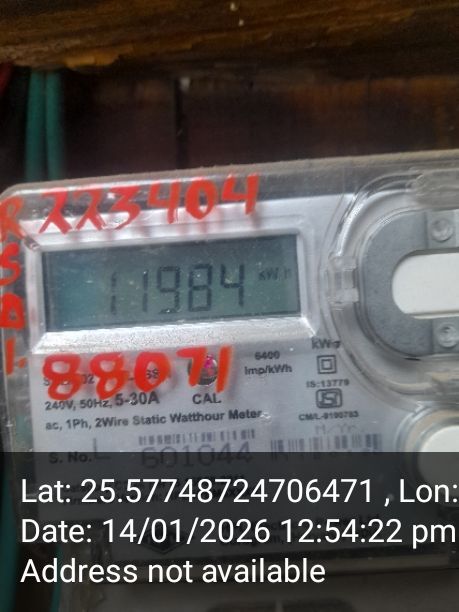 R 223404
S
D
1.
11984 kWh
88071
6400
imp/kWh
240V, 50Hz, 5-30A
CAL
IS:13779
ac, 1Ph, 2Wire Static Watthour Meter
S. No. L 601044
Lat: 25.57748724706471 , Lon:
Date: 14/01/2026 12:54:22 pm
Address not available